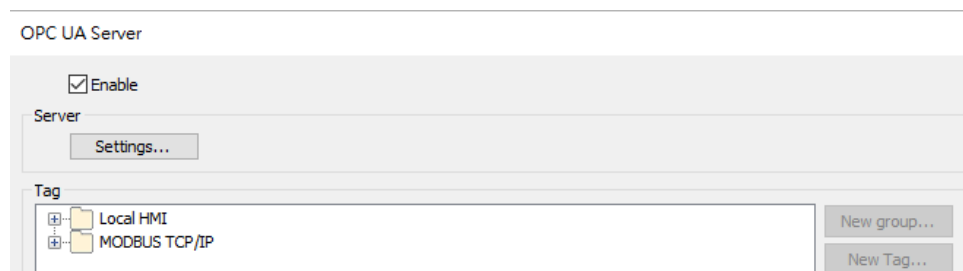 OPC UA Server
Enable
Server
Settings...
Tag
Local HMI
MODBUS TCP/IP
New group...
New Tag...